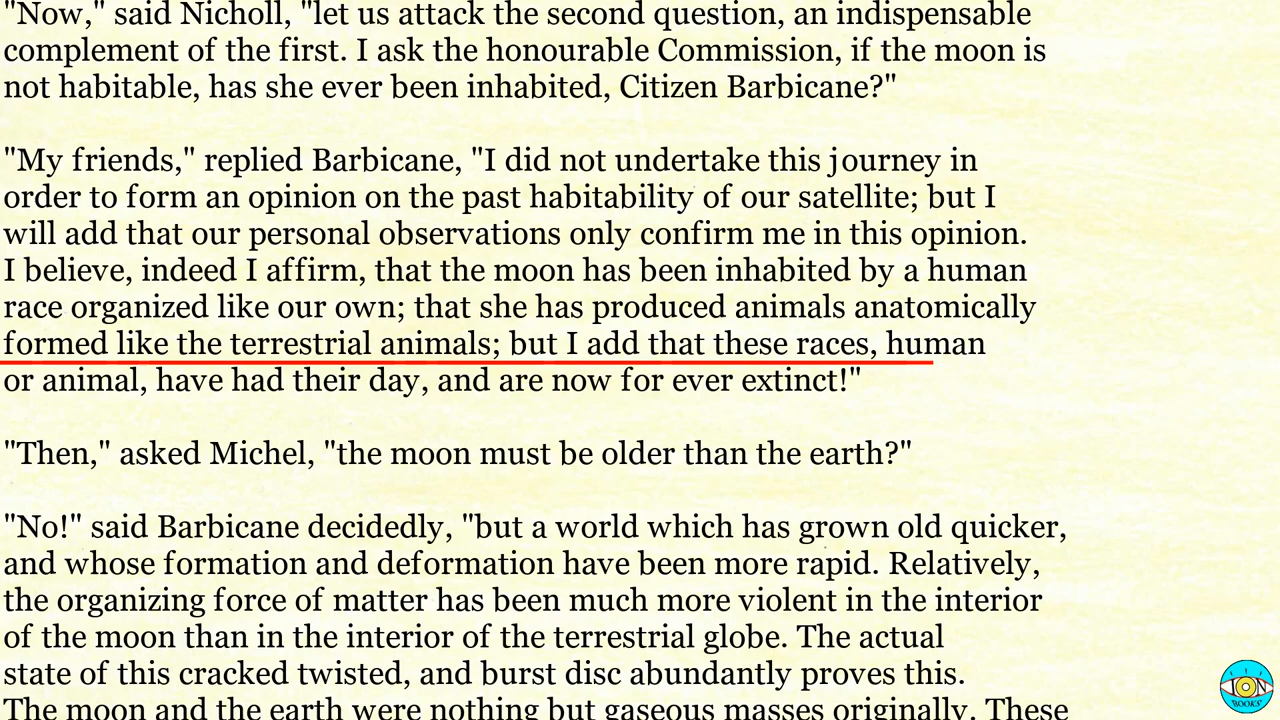 "Now," said Nicholl, "let us attack the second question, an indispensable
complement of the first. I ask the honourable Commission, if the moon is
not habitable, has she ever been inhabited, Citizen Barbicane?"
"My friends," replied Barbicane, "I did not undertake this journey in
order to form an opinion on the past habitability of our satellite; but I
will add that our personal observations only confirm me in this opinion.
I believe, indeed I affirm, that the moon has been inhabited by a human
race organized like our own; that she has produced animals anatomically
formed like the terrestrial animals; but I add that these races, human
or animal, have had their day, and are now for ever extinct!"
"Then," asked Michel, "the moon must be older than the earth?"
"No!" said Barbicane decidedly, "but a world which has grown old quicker,
and whose formation and deformation have been more rapid. Relatively,
the organizing force of matter has been much more violent in the interior
of the moon than in the interior of the terrestrial globe. The actual
state of this cracked twisted, and burst disc abundantly proves this.
The moon and the earth were nothing but gaseous masses originally. These
ION
BOOKS